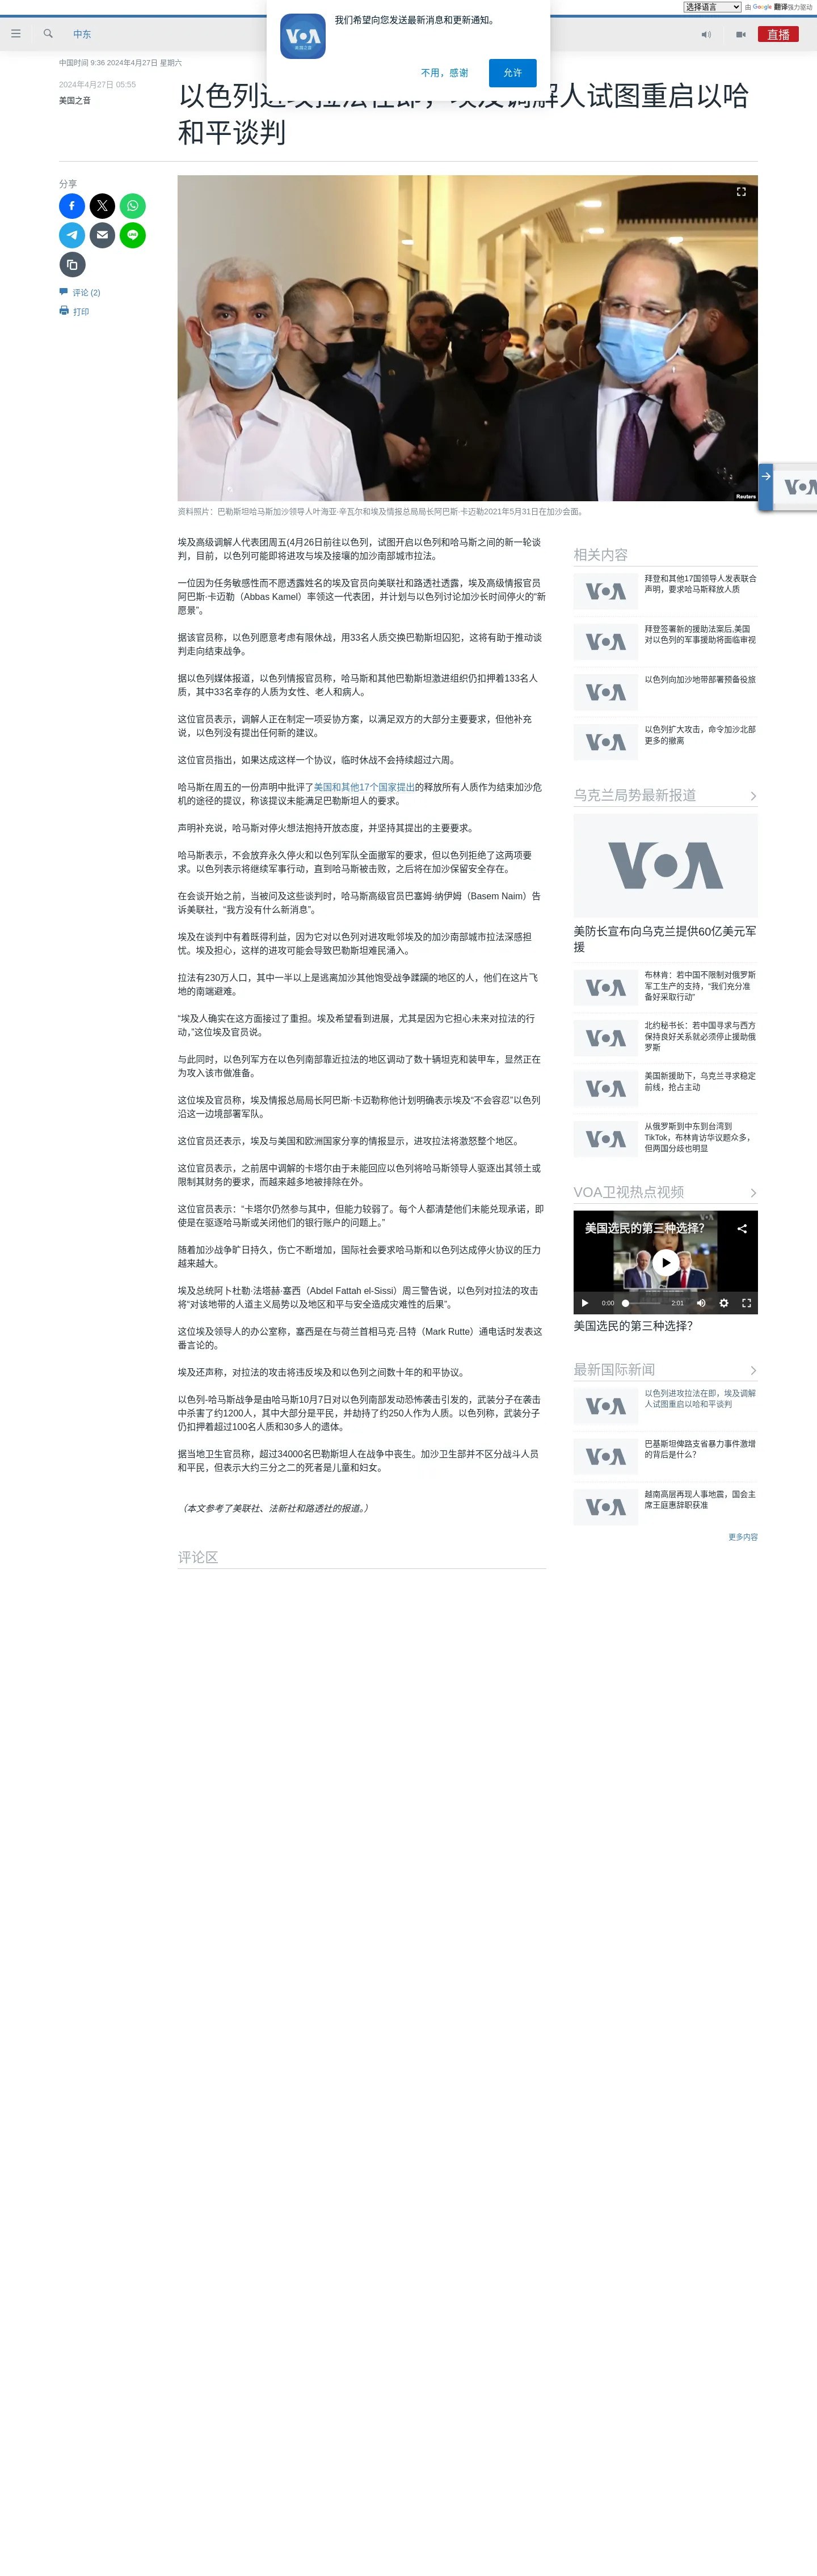 选择语言 由 Google 翻译强力驱动
我们希望向您发送最新消息和更新通知。
VOA
美国之音
不用，感谢
允许
中东
直播
中国时间 9:36 2024年4月27日 星期六
2024年4月27日 05:55
美国之音
人试图重启以哈
和平谈判
分享
评论 (2)
打印
Reuters
资料照片：巴勒斯坦哈马斯加沙领导人叶海亚·辛瓦尔和埃及情报总局局长阿巴斯·卡迈勒2021年5月31日在加沙会面。
埃及高级调解人代表团周五(4月26日前往以色列，试图开启以色列和哈马斯之间的新一轮谈
判，目前，以色列可能即将进攻与埃及接壤的加沙南部城市拉法。
一位因为任务敏感性而不愿透露姓名的埃及官员向美联社和路透社透露，埃及高级情报官员
阿巴斯·卡迈勒（Abbas Kamel）率领这一代表团，并计划与以色列讨论加沙长时间停火的“新
愿景”。
据该官员称，以色列愿意考虑有限休战，用33名人质交换巴勒斯坦囚犯，这将有助于推动谈
判走向结束战争。
据以色列媒体报道，以色列情报官员称，哈马斯和其他巴勒斯坦激进组织仍扣押着133名人
质，其中33名幸存的人质为女性、老人和病人。
这位官员表示，调解人正在制定一项妥协方案，以满足双方的大部分主要要求，但他补充
说，以色列没有提出任何新的建议。
这位官员指出，如果达成这样一个协议，临时休战不会持续超过六周。
哈马斯在周五的一份声明中批评了美国和其他17个国家提出的释放所有人质作为结束加沙危
机的途径的提议，称该提议未能满足巴勒斯坦人的要求。
声明补充说，哈马斯对停火想法抱持开放态度，并坚持其提出的主要要求。
哈马斯表示，不会放弃永久停火和以色列军队全面撤军的要求，但以色列拒绝了这两项要
求。以色列表示将继续军事行动，直到哈马斯被击败，之后将在加沙保留安全存在。
在会谈开始之前，当被问及这些谈判时，哈马斯高级官员巴塞姆·纳伊姆（Basem Naim）告
诉美联社，“我方没有什么新消息”。
埃及在谈判中有着既得利益，因为它对以色列对进攻毗邻埃及的加沙南部城市拉法深感担
忧。埃及担心，这样的进攻可能会导致巴勒斯坦难民涌入。
拉法有230万人口，其中一半以上是逃离加沙其他饱受战争蹂躏的地区的人，他们在这片飞
地的南端避难。
“埃及人确实在这方面接过了重担。埃及希望看到进展，尤其是因为它担心未来对拉法的行
动，”这位埃及官员说。
与此同时，以色列军方在以色列南部靠近拉法的地区调动了数十辆坦克和装甲车，显然正在
为攻入该市做准备。
这位埃及官员称，埃及情报总局局长阿巴斯·卡迈勒称他计划明确表示埃及“不会容忍”以色列
沿这一边境部署军队。
这位官员还表示，埃及与美国和欧洲国家分享的情报显示，进攻拉法将激怒整个地区。
这位官员表示，之前居中调解的卡塔尔由于未能回应以色列将哈马斯领导人驱逐出其领土或
限制其财务的要求，而越来越多地被排除在外。
这位官员表示：“卡塔尔仍然参与其中，但能力较弱了。每个人都清楚他们未能兑现承诺，即
使是在驱逐哈马斯或关闭他们的银行账户的问题上。”
随着加沙战争旷日持久，伤亡不断增加，国际社会要求哈马斯和以色列达成停火协议的压力
越来越大。
埃及总统阿卜杜勒·法塔赫·塞西（Abdel Fattah el-Sissi）周三警告说，以色列对拉法的攻击
将“对该地带的人道主义局势以及地区和平与安全造成灾难性的后果”。
这位埃及领导人的办公室称，塞西是在与荷兰首相马克·吕特（Mark Rutte）通电话时发表这
番言论的。
埃及还声称，对拉法的攻击将违反埃及和以色列之间数十年的和平协议。
以色列-哈马斯战争是由哈马斯10月7日对以色列南部发动恐怖袭击引发的，武装分子在袭击
中杀害了约1200人，其中大部分是平民，并劫持了约250人作为人质。以色列称，武装分子
仍扣押着超过100名人质和30多人的遗体。
据当地卫生官员称，超过34000名巴勒斯坦人在战争中丧生。加沙卫生部并不区分战斗人员
和平民，但表示大约三分之二的死者是儿童和妇女。
（本文参考了美联社、法新社和路透社的报道。）
评论区
相关内容
拜登和其他17国领导人发表联合
声明，要求哈马斯释放人质
拜登签署新的援助法案后,美国
对以色列的军事援助将面临审视
以色列向加沙地带部署预备役旅
以色列扩大攻击，命令加沙北部
更多的撤离
乌克兰局势最新报道
VOA
美防长宣布向乌克兰提供60亿美元军
援
布林肯：若中国不限制对俄罗斯
军工生产的支持，“我们充分准
备好采取行动”
北约秘书长：若中国寻求与西方
保持良好关系就必须停止援助俄
罗斯
美国新援助下，乌克兰寻求稳定
前线，抢占主动
从俄罗斯到中东到台湾到
TikTok，布林肯访华议题众多，
但两国分歧也明显
VOA卫视热点视频
美国选民的第三种选择?
0:00
2:01
美国选民的第三种选择?
最新国际新闻
以色列进攻拉法在即，埃及调解
人试图重启以哈和平谈判
巴基斯坦俾路支省暴力事件激增
的背后是什么?
越南高层再现人事地震，国会主
席王庭惠辞职获准
更多内容